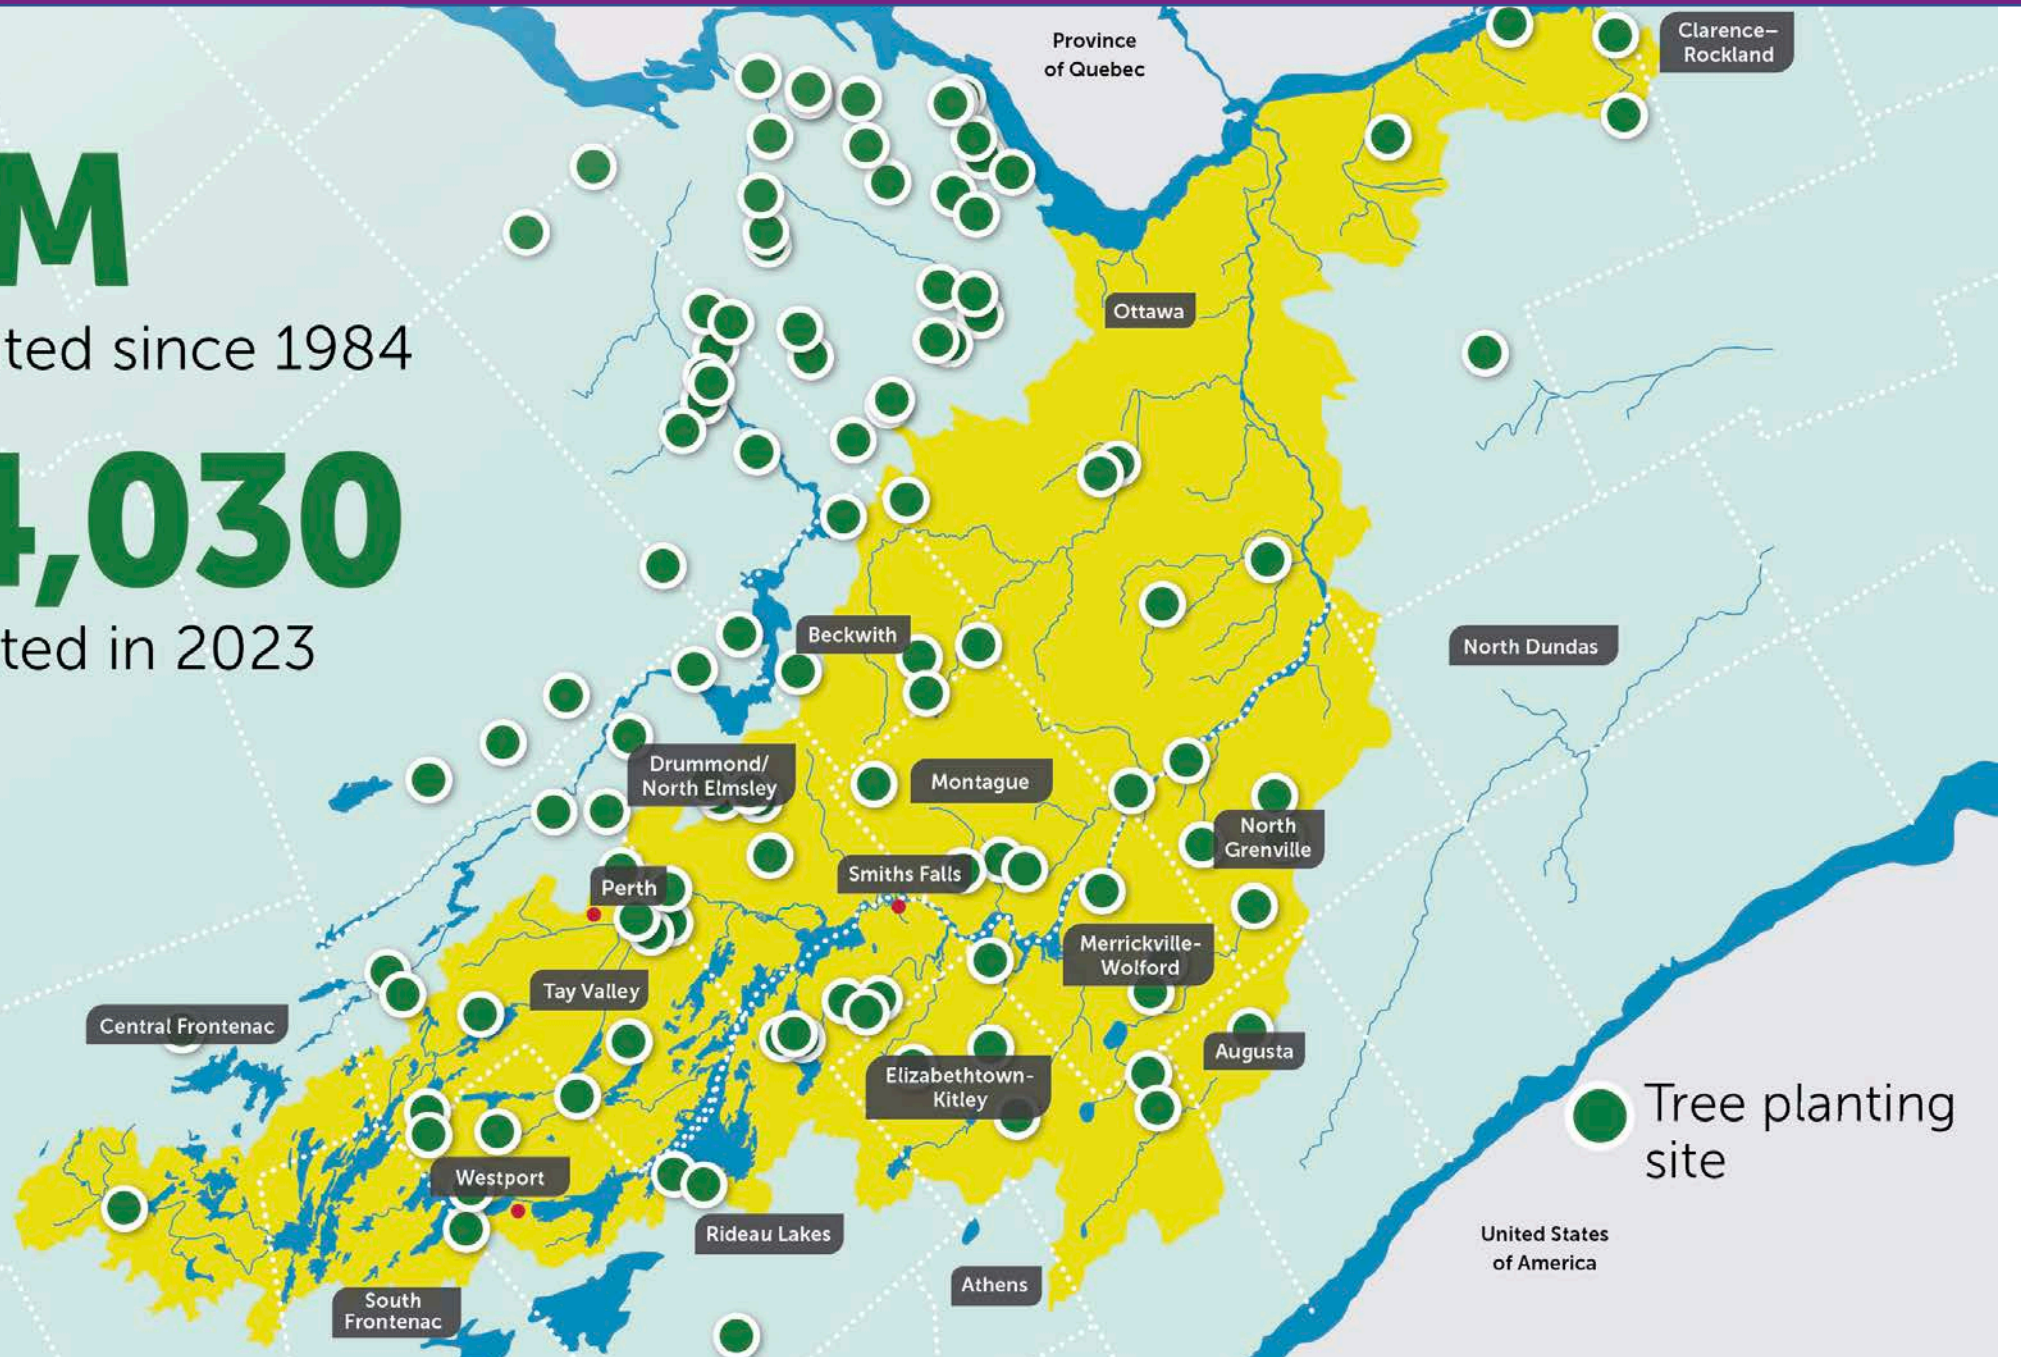 M
ted since 1984
4,030
ted in 2023
Province
of Quebec
Clarence–
Rockland
Ottawa
Beckwith
North Dundas
Drummond/
North Elmsley
Montague
North
Grenville
Perth
Smiths Falls
Merrickville-
Wolford
Tay Valley
Central Frontenac
Augusta
Elizabethtown-
Kitley
Westport
Rideau Lakes
Athens
South
Frontenac
Tree planting
site
United States
of America